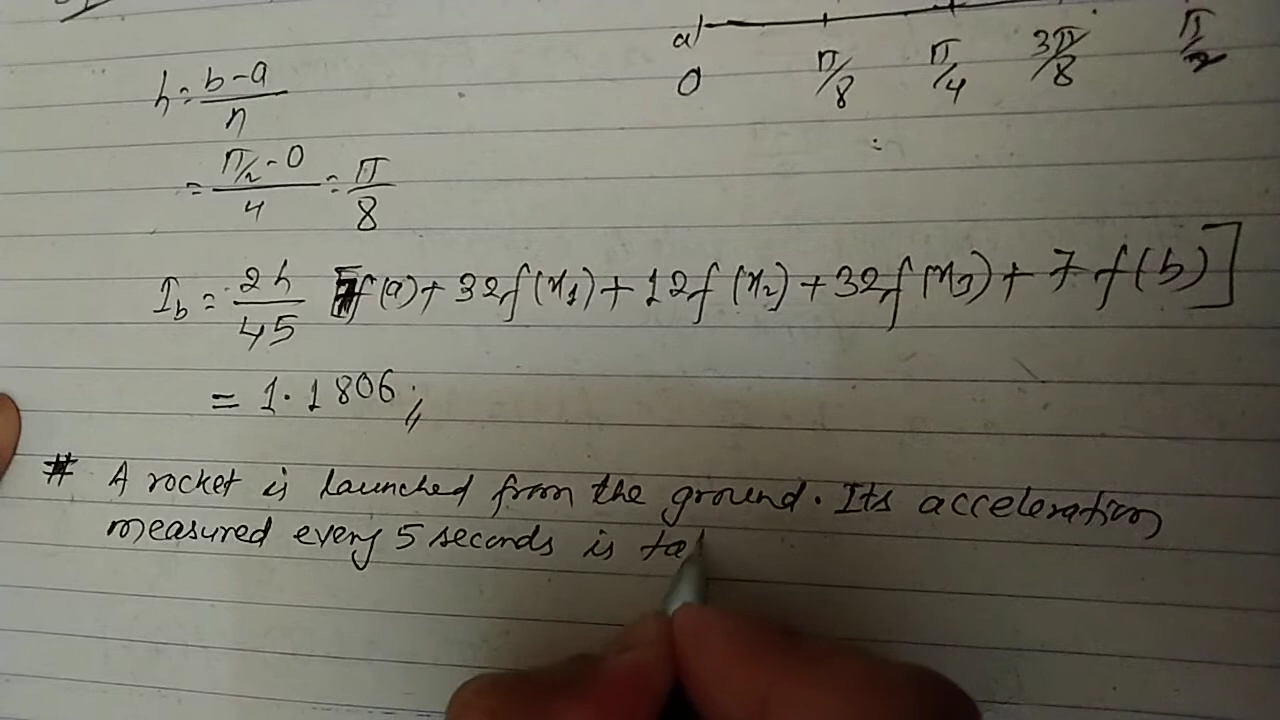 a
0 π/8 π/4 3π/8 π/2
h = b-a/n
= π/2-0/4 = π/8
I_b = 2h/45 [7f(a)+32f(x₁)+12f(x₂)+32f(x₃)+7f(b)]
= 1.1806;
# A rocket is launched from the ground. Its acceleration
measured every 5 seconds is ta